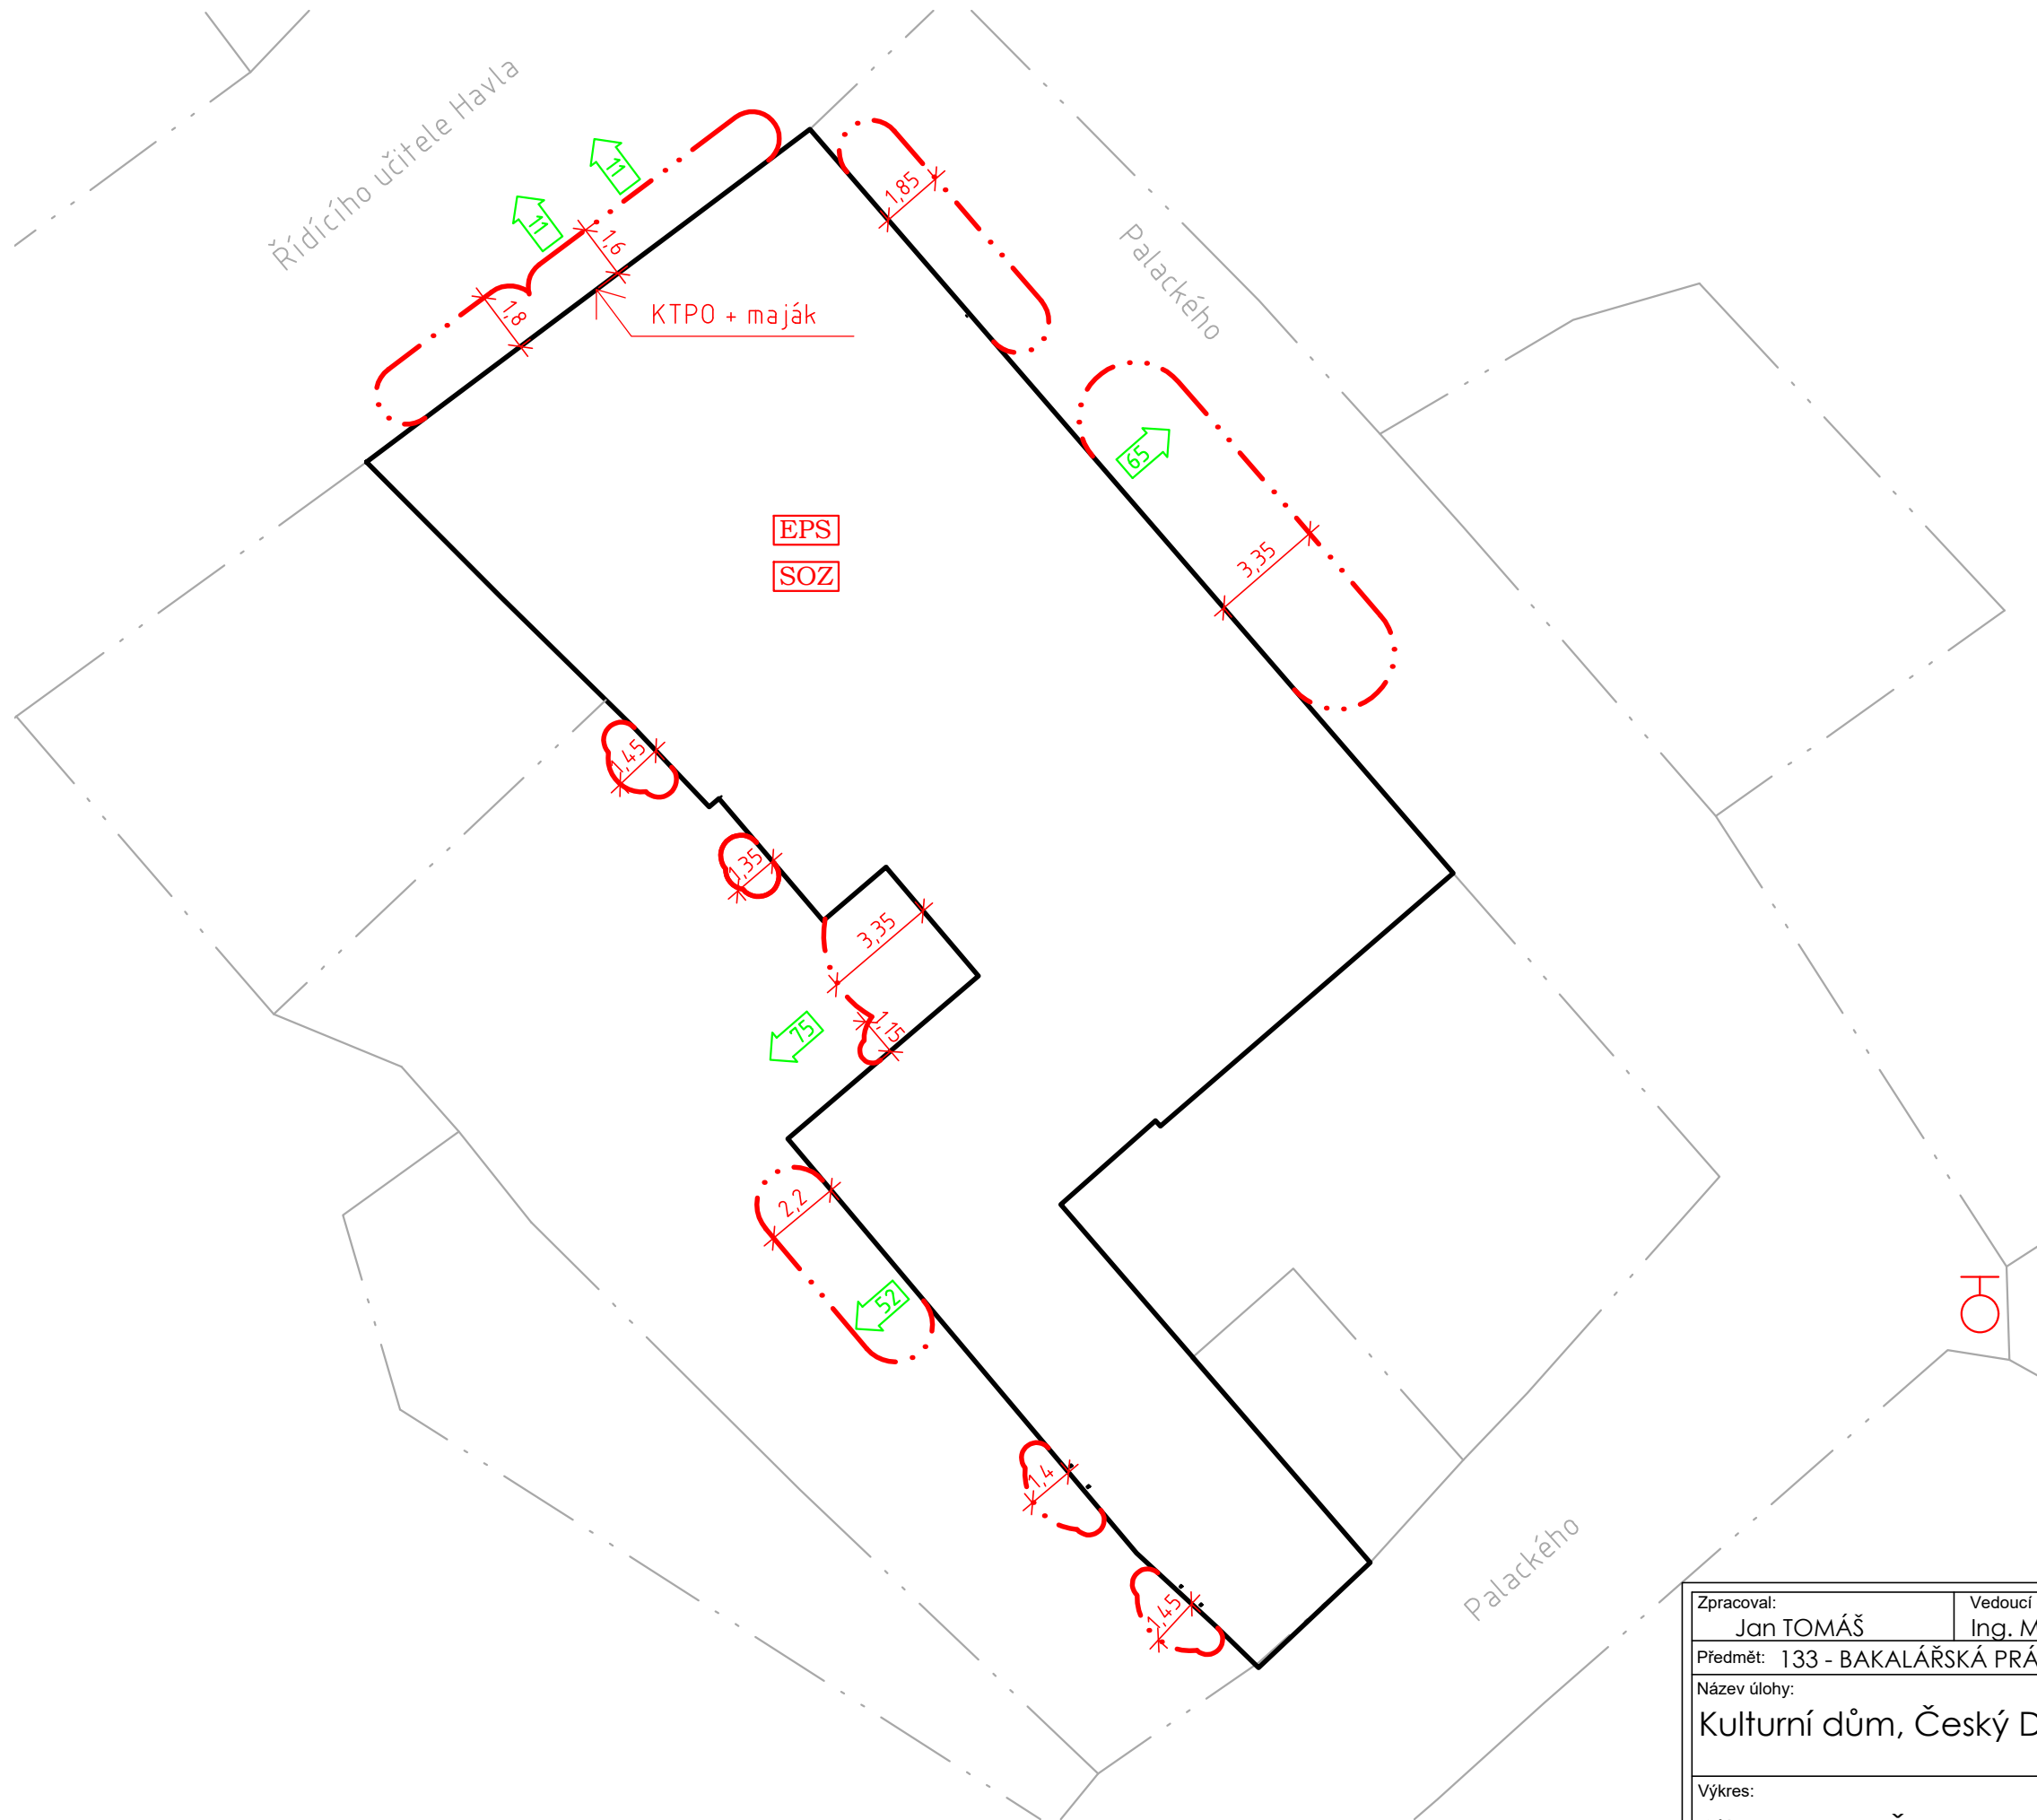 Řídícího učitele Havla
11
11
1,6
1,8
KTPO + maják
1,85
Palackého
65
3,35
EPS
SOZ
1,45
1,35
3,35
1,15
75
2,2
52
1,4
1,45
Palackého
Zpracoval:
Vedoucí
Jan TOMÁŠ
Ing. M
Předmět: 133 - BAKALÁŘSKÁ PRÁ
Název úlohy:
Kulturní dům, Český D
Výkres: